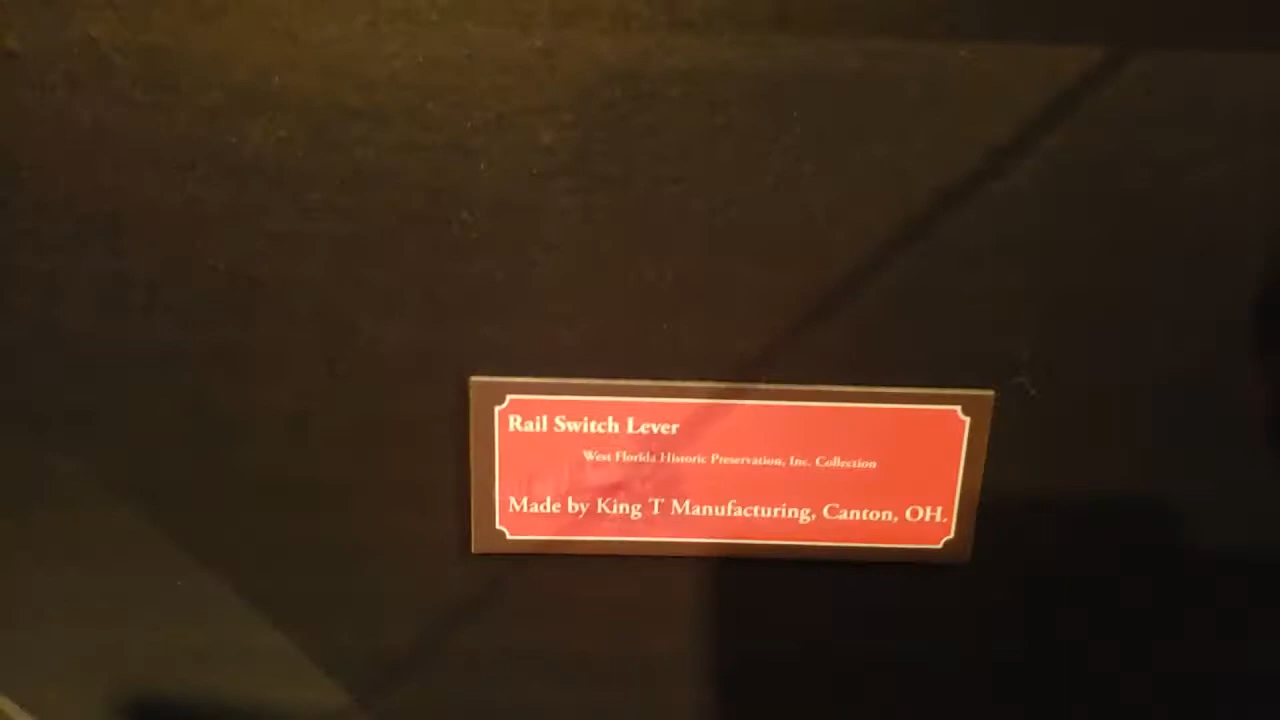 Rail Switch Lever
West Florida Historic Preservation, Inc. Collection
Made by King T Manufacturing, Canton, OH.